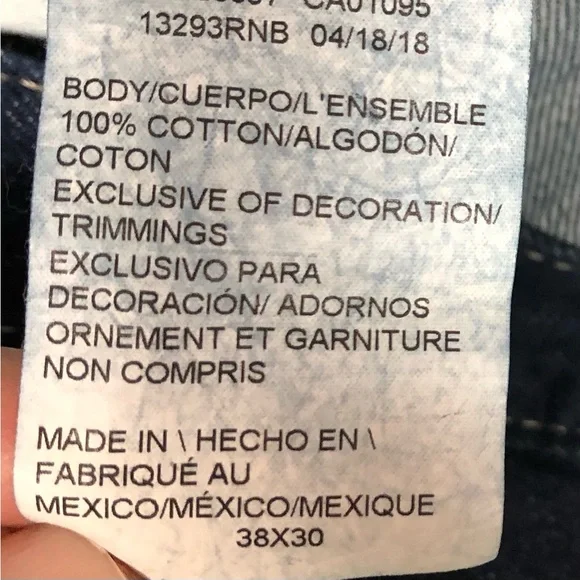 CA01095
13293RNB 04/18/18
BODY/CUERPO/L'ENSEMBLE
100% COTTON/ALGODÓN/
COTON
EXCLUSIVE OF DECORATION/
TRIMMINGS
EXCLUSIVO PARA
DECORACIÓN/ ADORNOS
ORNEMENT ET GARNITURE
NON COMPRIS
MADE IN \ HECHO EN \
FABRIQUÉ AU
MEXICO/MÉXICO/MEXIQUE
38X30